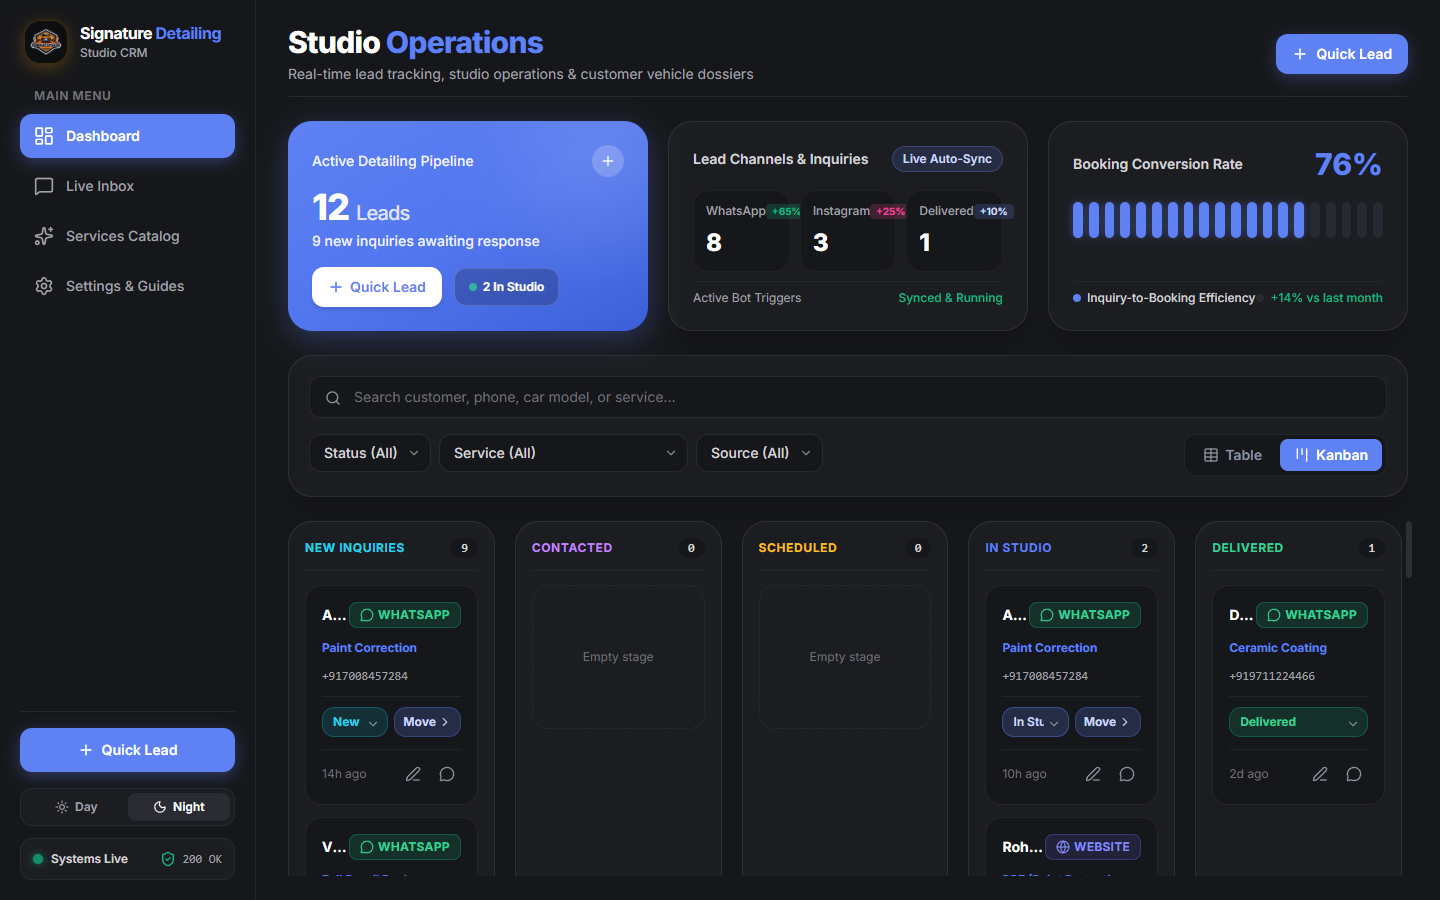 Signature Detailing
Studio CRM
MAIN MENU
Dashboard
Live Inbox
Services Catalog
Settings & Guides
Quick Lead
Day
Night
Systems Live
200 OK
Studio Operations
Real-time lead tracking, studio operations & customer vehicle dossiers
Quick Lead
Active Detailing Pipeline
12 Leads
9 new inquiries awaiting response
Quick Lead
2 In Studio
Lead Channels & Inquiries
Live Auto-Sync
WhatsApp +65%
8
Instagram +25%
3
Delivered +10%
1
Active Bot Triggers
Synced & Running
Booking Conversion Rate
76%
Inquiry-to-Booking Efficiency
+14% vs last month
Search customer, phone, car model, or service...
Status (All)
Service (All)
Source (All)
Table
Kanban
NEW INQUIRIES 9
A... WHATSAPP
Paint Correction
+917008457284
New
Move
14h ago
V... WHATSAPP
CONTACTED 0
Empty stage
SCHEDULED 0
Empty stage
IN STUDIO 2
A... WHATSAPP
Paint Correction
+917008457284
In Stu
Move
10h ago
Roh... WEBSITE
DELIVERED 1
D... WHATSAPP
Ceramic Coating
+919711224466
Delivered
2d ago